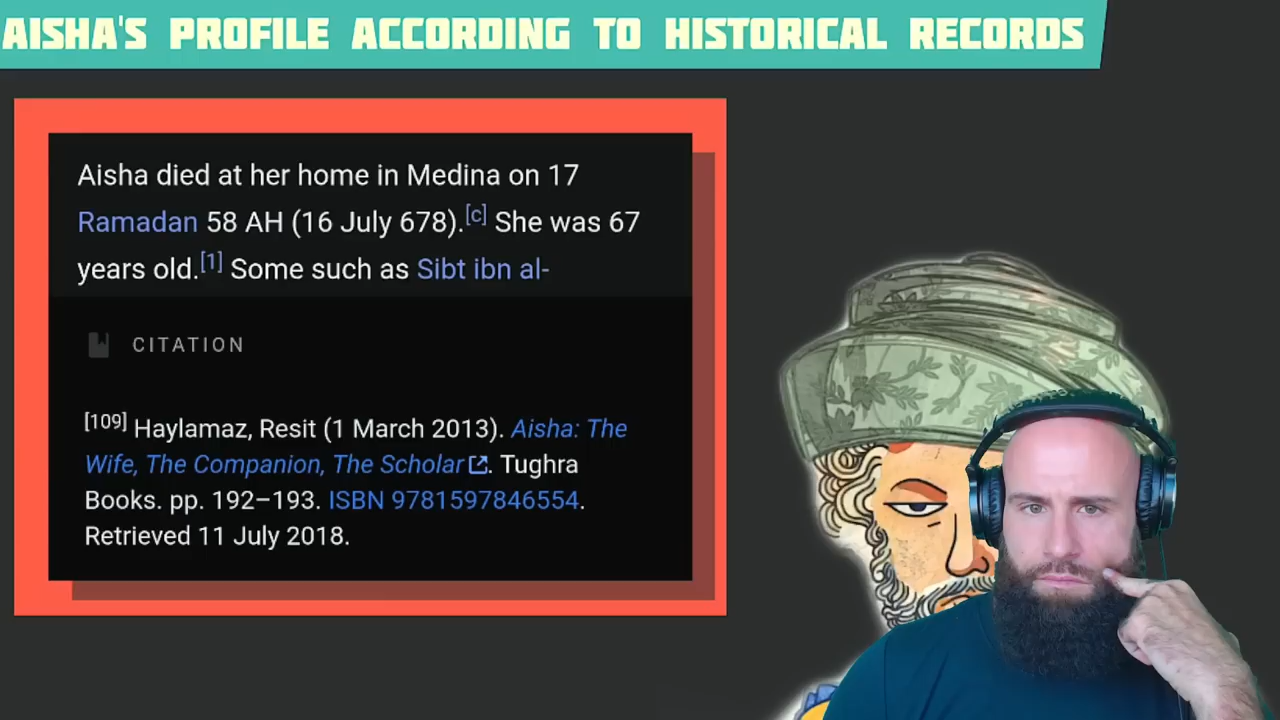 AISHA'S PROFILE ACCORDING TO HISTORICAL RECORDS
Aisha died at her home in Medina on 17
Ramadan 58 AH (16 July 678).[c] She was 67
years old.[1] Some such as Sibt ibn al-
CITATION
[109] Haylamaz, Resit (1 March 2013). Aisha: The
Wife, The Companion, The Scholar. Tughra
Books. pp. 192–193. ISBN 9781597846554.
Retrieved 11 July 2018.